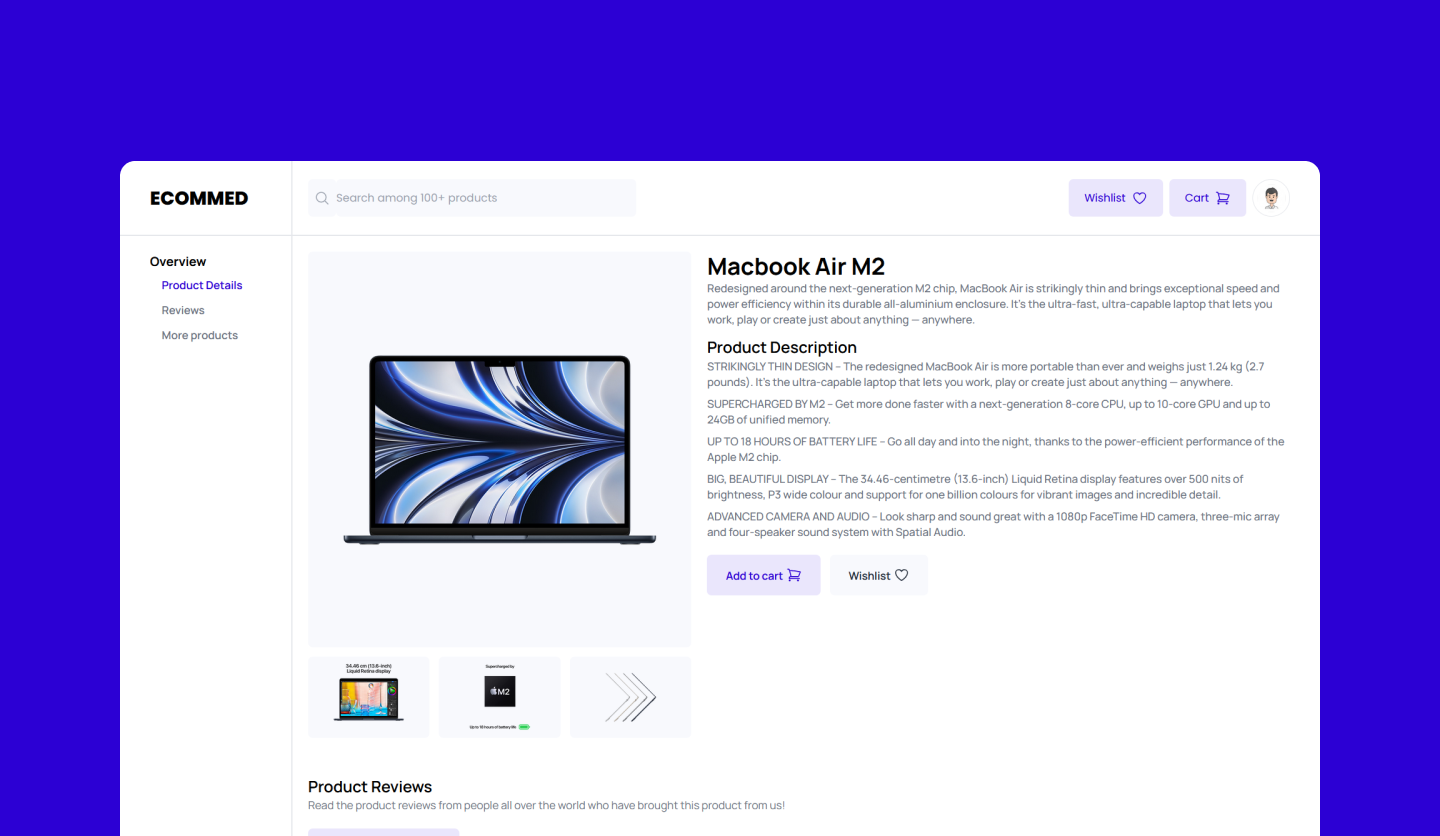 ECOMMED
Search among 100+ products
Wishlist
Cart
Overview
Product Details
Reviews
More products
Macbook Air M2
Redesigned around the next-generation M2 chip, MacBook Air is strikingly thin and brings exceptional speed and
power efficiency within its durable all-aluminium enclosure. It's the ultra-fast, ultra-capable laptop that lets you
work, play or create just about anything — anywhere.
Product Description
STRIKINGLY THIN DESIGN – The redesigned MacBook Air is more portable than ever and weighs just 1.24 kg (2.7
pounds). It's the ultra-capable laptop that lets you work, play or create just about anything — anywhere.
SUPERCHARGED BY M2 – Get more done faster with a next-generation 8-core CPU, up to 10-core GPU and up to
24GB of unified memory.
UP TO 18 HOURS OF BATTERY LIFE – Go all day and into the night, thanks to the power-efficient performance of the
Apple M2 chip.
BIG, BEAUTIFUL DISPLAY – The 34.46-centimetre (13.6-inch) Liquid Retina display features over 500 nits of
brightness, P3 wide colour and support for one billion colours for vibrant images and incredible detail.
ADVANCED CAMERA AND AUDIO – Look sharp and sound great with a 1080p FaceTime HD camera, three-mic array
and four-speaker sound system with Spatial Audio.
Add to cart
Wishlist
34.46 cm (13.6-inch)
Liquid Retina display
Supercharged by
M2
Up to 18 hours of battery life
Product Reviews
Read the product reviews from people all over the world who have brought this product from us!